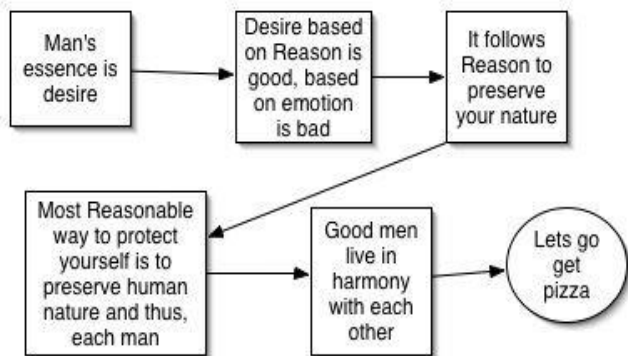 Man's
essence is
desire
Desire based
on Reason is
good, based
on emotion
is bad
It follows
Reason to
preserve
your nature
Most Reasonable
way to protect
yourself is to
preserve human
nature and thus,
each man
Good men
live in
harmony
with each
other
Lets go
get
pizza